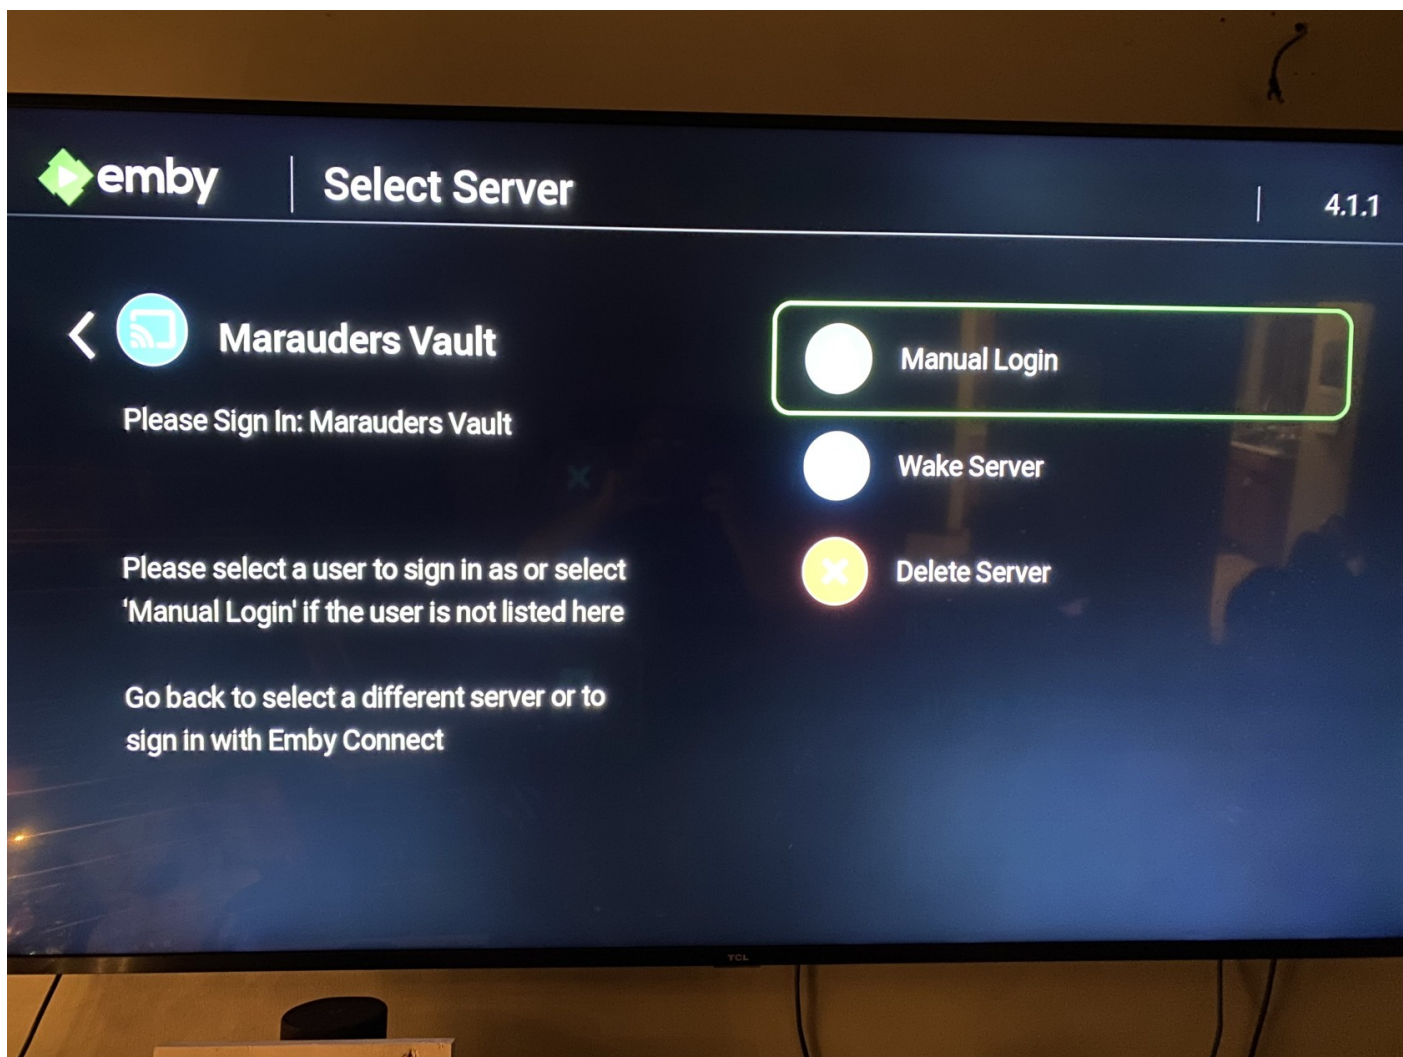 emby
Select Server
4.1.1
Marauders Vault
Please Sign In: Marauders Vault
Please select a user to sign in as or select
'Manual Login' if the user is not listed here
Go back to select a different server or to
sign in with Emby Connect
Manual Login
Wake Server
Delete Server
TCL